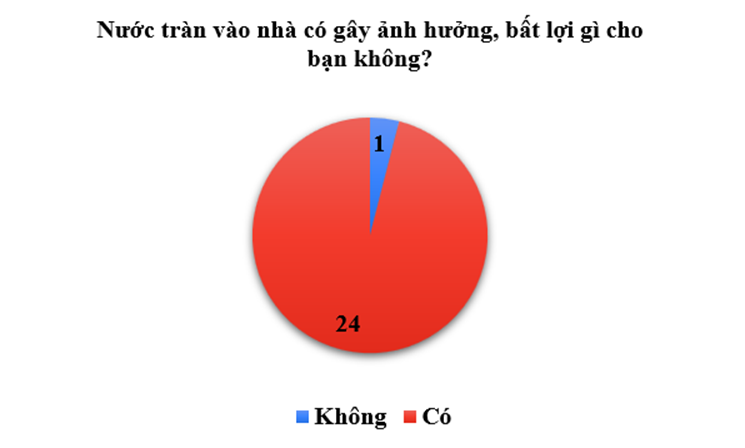 Nước tràn vào nhà có gây ảnh hưởng, bất lợi gì cho
bạn không?
1
24
Không Có